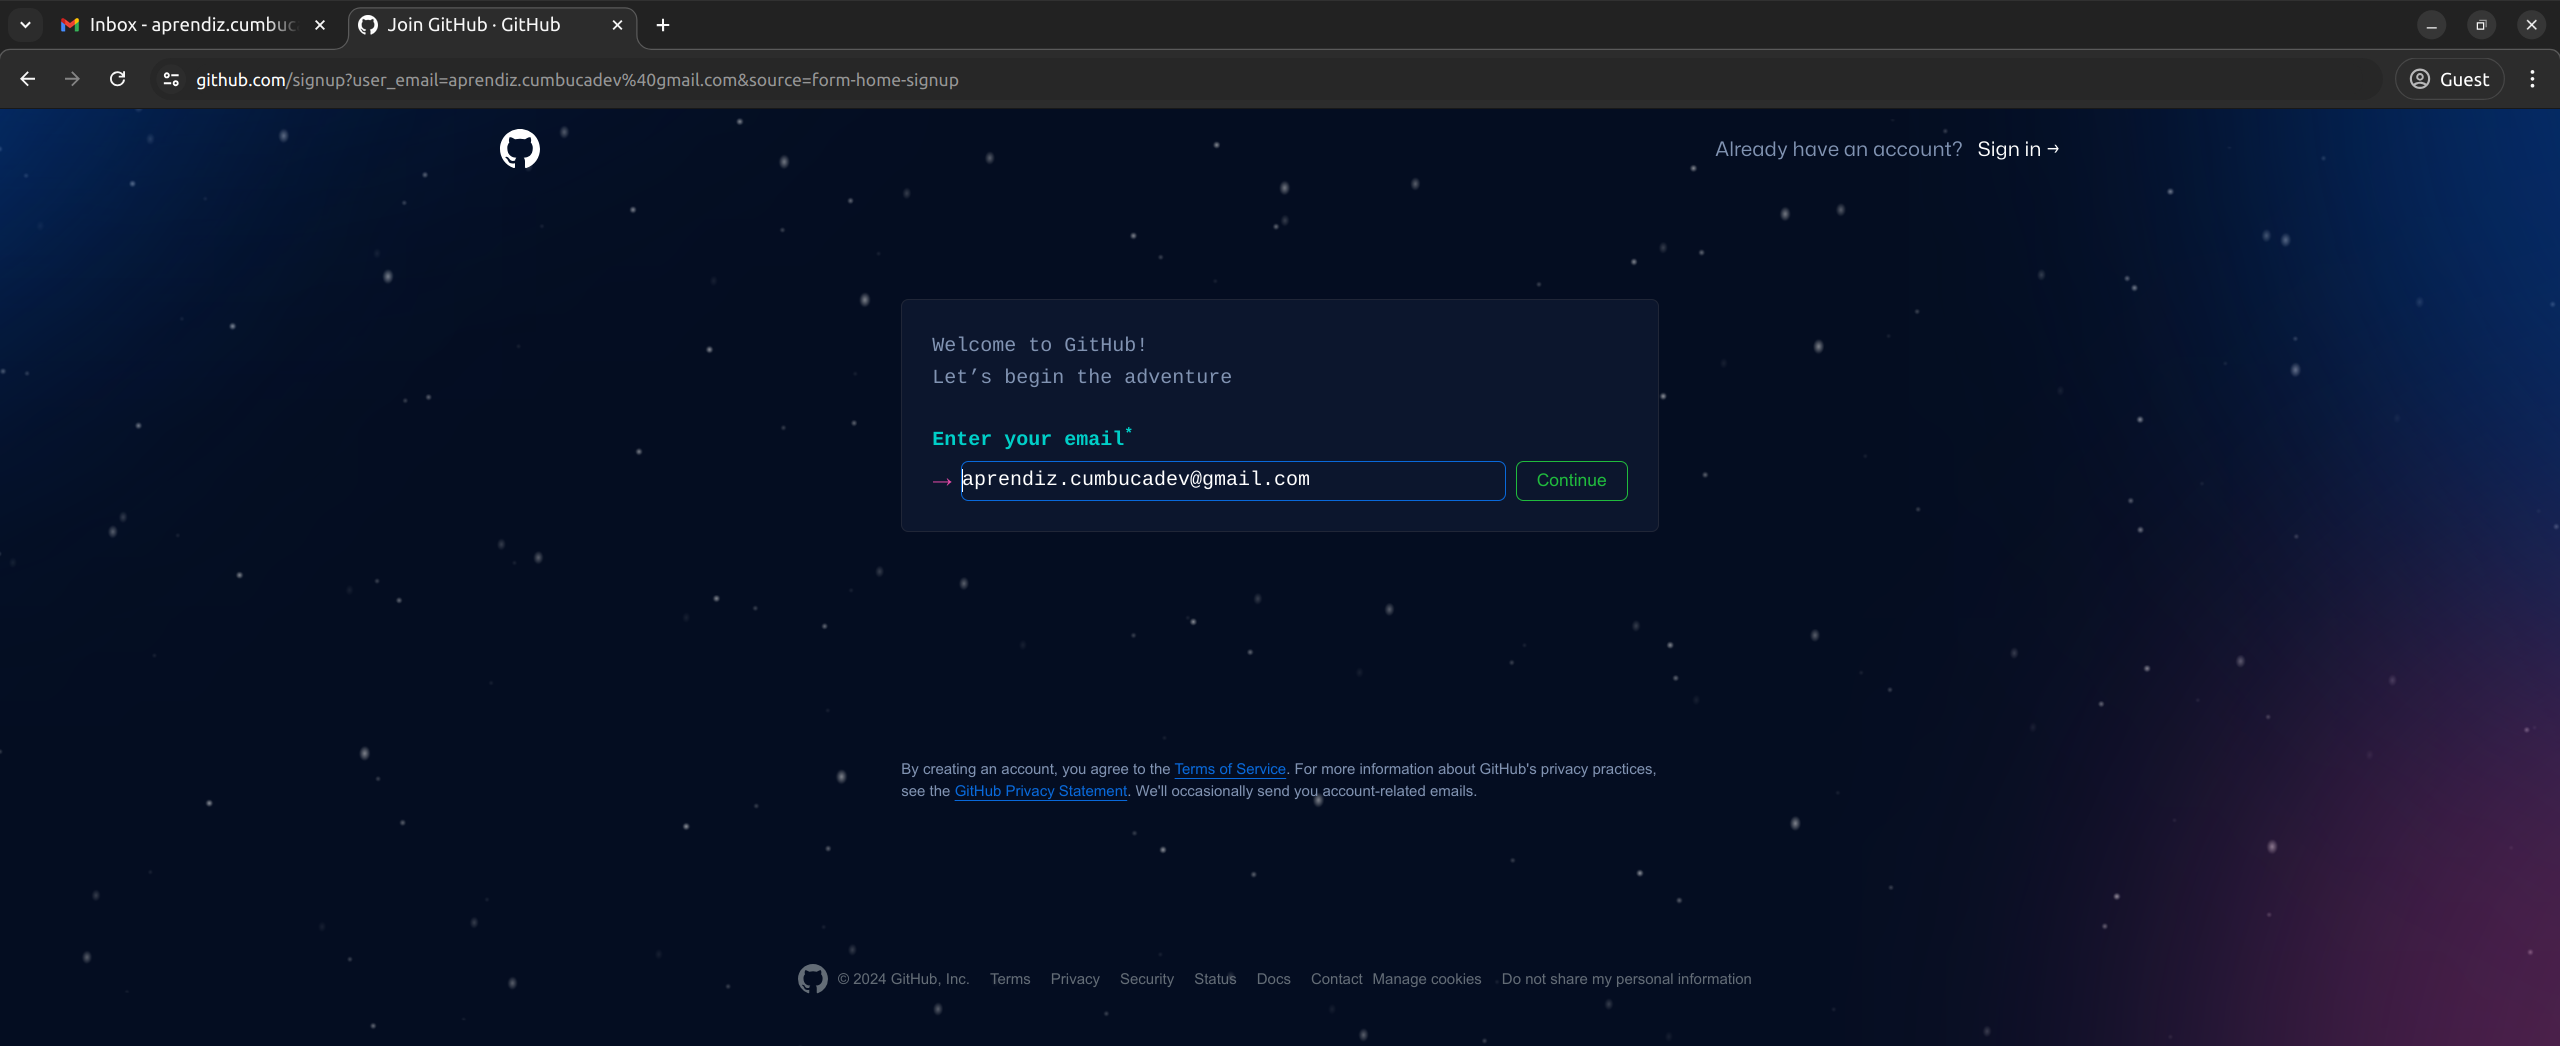 Inbox - aprendiz.cumbuc
Join GitHub · GitHub
github.com/signup?user_email=aprendiz.cumbucadev%40gmail.com&source=form-home-signup
Guest
Already have an account? Sign in →
Welcome to GitHub!
Let’s begin the adventure
Enter your email*
→ aprendiz.cumbucadev@gmail.com Continue
By creating an account, you agree to the Terms of Service. For more information about GitHub's privacy practices,
see the GitHub Privacy Statement. We'll occasionally send you account-related emails.
© 2024 GitHub, Inc. Terms Privacy Security Status Docs Contact Manage cookies Do not share my personal information